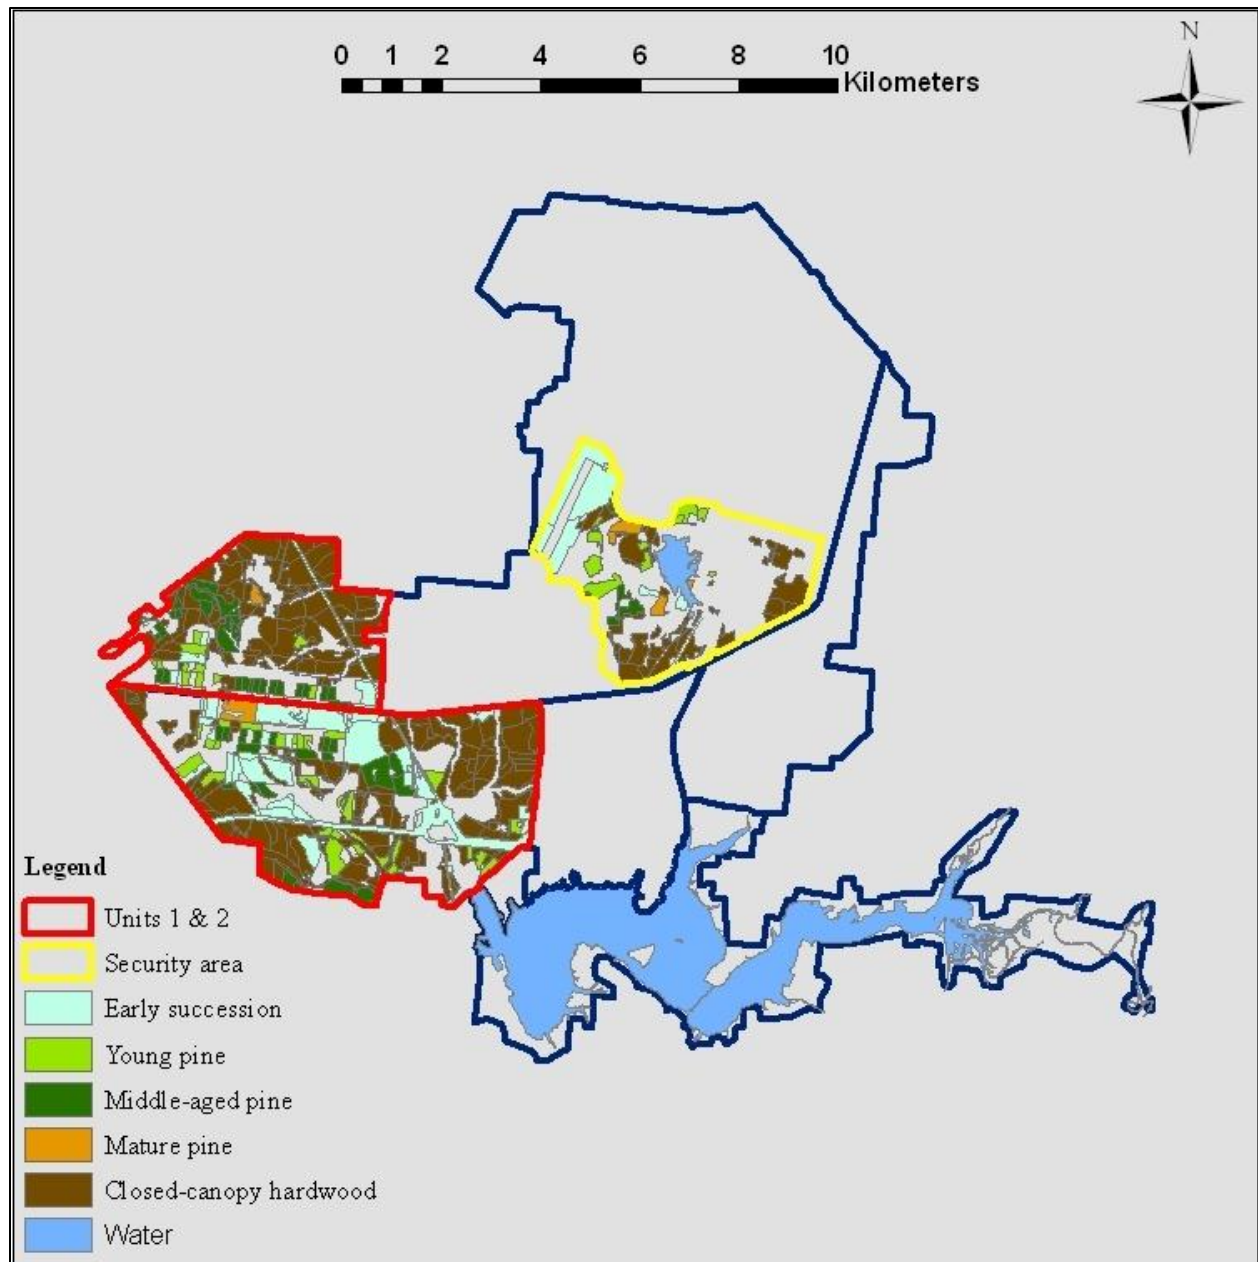 0 1 2 4 6 8 10
Kilometers
N
Legend
Units 1 & 2
Security area
Early succession
Young pine
Middle-aged pine
Mature pine
Closed-canopy hardwood
Water